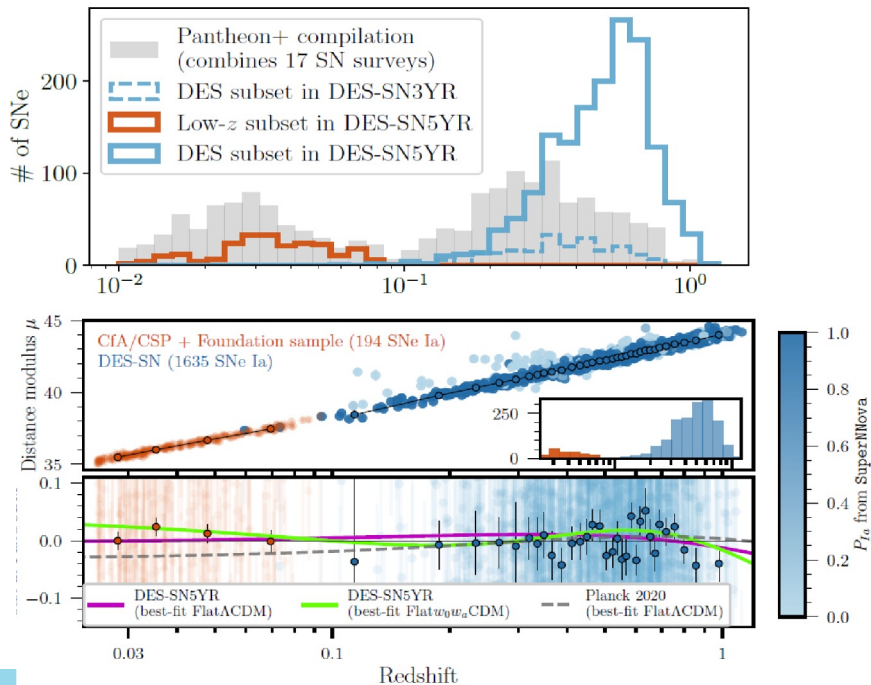 Pantheon+ compilation
(combines 17 SN surveys)
DES subset in DES-SN3YR
Low-z subset in DES-SN5YR
DES subset in DES-SN5YR
# of SNe
200
100
0
10⁻²
10⁻¹
10⁰
CfA/CSP + Foundation sample (194 SNe Ia)
DES-SN (1635 SNe Ia)
Distance modulus μ
45
40
35
250
0
0.1
0.0
−0.1
DES-SN5YR
(best-fit FlatΛCDM)
DES-SN5YR
(best-fit Flatw₀wₐCDM)
Planck 2020
(best-fit FlatΛCDM)
0.03
0.1
0.2
0.3
1
Redshift
1.0
0.8
0.6
0.4
0.2
0.0
P_Ia from SuperNNova